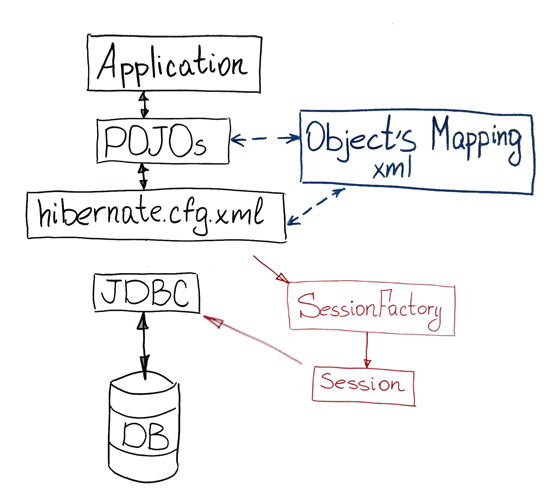 Application
POJOs
Object's Mapping
xml
hibernate.cfg.xml
JDBC
SessionFactory
Session
DB